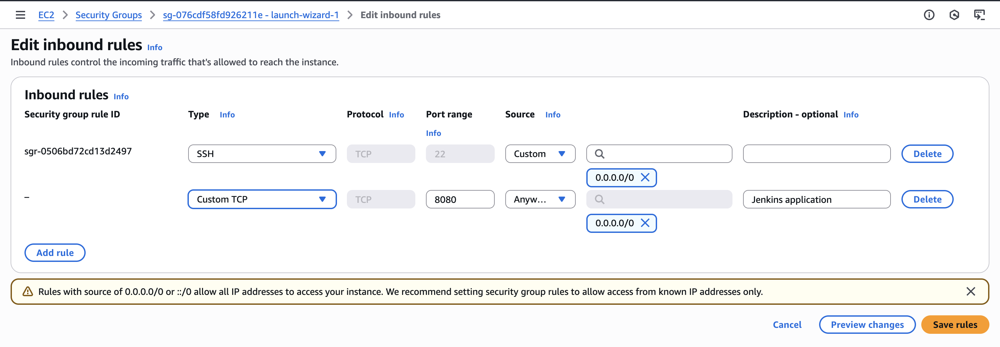 EC2 > Security Groups > sg-076cdf58fd926211e - launch-wizard-1 > Edit inbound rules
Edit inbound rules Info
Inbound rules control the incoming traffic that's allowed to reach the instance.
Inbound rules Info
Security group rule ID Type Info Protocol Info Port range Source Info Description - optional Info
Info
sgr-0506bd72cd13d2497 SSH TCP 22 Custom Delete
0.0.0.0/0
– Custom TCP TCP 8080 Anyw... Jenkins application Delete
0.0.0.0/0
Add rule
Rules with source of 0.0.0.0/0 or ::/0 allow all IP addresses to access your instance. We recommend setting security group rules to allow access from known IP addresses only.
Cancel Preview changes Save rules